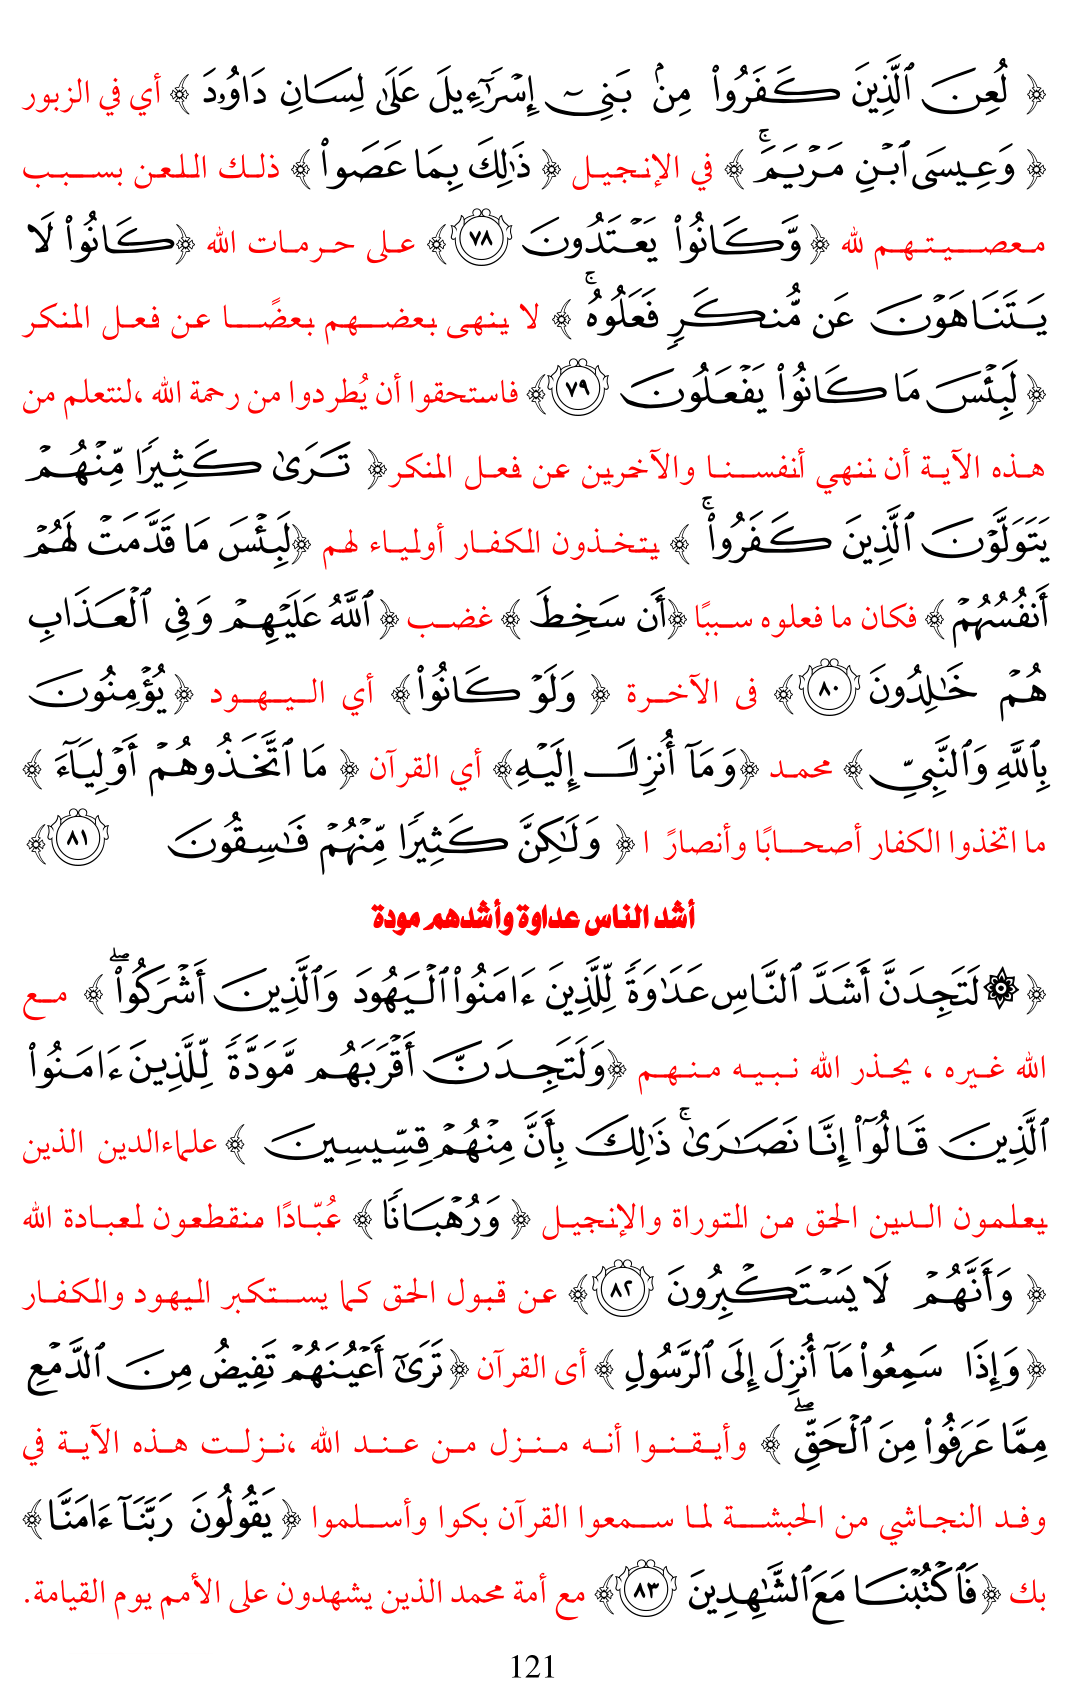 ﴿ لُعِنَ ٱلَّذِينَ كَفَرُواْ مِنۢ بَنِيٓ إِسۡرَٰٓءِيلَ عَلَىٰ لِسَانِ دَاوُۥدَ ﴾ أي في الزبور
﴿ وَعِيسَى ٱبۡنِ مَرۡيَمَۚ ﴾ في الإنجيل ﴿ ذَٰلِكَ بِمَا عَصَواْ ﴾ ذلك اللعن بسبب
معصيتهم لله ﴿ وَّكَانُواْ يَعۡتَدُونَ ٧٨ ﴾ على حرمات الله ﴿كَانُواْ لَا
يَتَنَاهَوۡنَ عَن مُّنكَرٖ فَعَلُوهُۚ ﴾ لا ينهى بعضهم بعضًا عن فعل المنكر
﴿ لَبِئۡسَ مَا كَانُواْ يَفۡعَلُونَ ٧٩ ﴾ فاستحقوا أن يُطردوا من رحمة الله ،لنتعلم من
هذه الآية أن ننهي أنفسنا والآخرين عن فعل المنكر﴿ تَرَىٰ كَثِيرٗا مِّنۡهُمۡ
يَتَوَلَّوۡنَ ٱلَّذِينَ كَفَرُواْۚ ﴾ يتخذون الكفار أولياء لهم ﴿لَبِئۡسَ مَا قَدَّمَتۡ لَهُمۡ
أَنفُسُهُمۡ ﴾ فكان ما فعلوه سببًا ﴿أَن سَخِطَ ﴾ غضب ﴿ ٱللَّهُ عَلَيۡهِمۡ وَفِي ٱلۡعَذَابِ
هُمۡ خَٰلِدُونَ ٨٠ ﴾ فى الآخرة ﴿ وَلَوۡ كَانُواْ﴾ أي اليهود ﴿يُؤۡمِنُونَ
بِٱللَّهِ وَٱلنَّبِيِّ ﴾ محمد ﴿وَمَآ أُنزِلَ إِلَيۡهِ﴾ أي القرآن ﴿ مَا ٱتَّخَذُوهُمۡ أَوۡلِيَآءَ ﴾
ما اتخذوا الكفار أصحابًا وأنصارً ا ﴿ وَلَٰكِنَّ كَثِيرٗا مِّنۡهُمۡ فَٰسِقُونَ ٨١ ﴾
أشد الناس عداوة وأشدهم مودة
﴿ ۞لَتَجِدَنَّ أَشَدَّ ٱلنَّاسِ عَدَٰوَةٗ لِّلَّذِينَ ءَامَنُواْ ٱلۡيَهُودَ وَٱلَّذِينَ أَشۡرَكُواْۖ ﴾ مع
الله غيره ، يحذر الله نبيه منهم ﴿وَلَتَجِدَنَّ أَقۡرَبَهُم مَّوَدَّةٗ لِّلَّذِينَ ءَامَنُواْ
ٱلَّذِينَ قَالُوٓاْ إِنَّا نَصَٰرَىٰۚ ذَٰلِكَ بِأَنَّ مِنۡهُمۡ قِسِّيسِينَ ﴾ علماءالدين الذين
يعلمون الدين الحق من التوراة والإنجيل ﴿ وَرُهۡبَانٗا ﴾ عُبّادًا منقطعون لعبادة الله
﴿ وَأَنَّهُمۡ لَا يَسۡتَكۡبِرُونَ ٨٢ ﴾ عن قبول الحق كما يستكبر اليهود والكفار
﴿ وَإِذَا سَمِعُواْ مَآ أُنزِلَ إِلَى ٱلرَّسُولِ ﴾ أى القرآن ﴿ تَرَىٰٓ أَعۡيُنَهُمۡ تَفِيضُ مِنَ ٱلدَّمۡعِ
مِمَّا عَرَفُواْ مِنَ ٱلۡحَقِّۖ ﴾ وأيقنوا أنه منزل من عند الله ،نزلت هذه الآية في
وفد النجاشي من الحبشة لما سمعوا القرآن بكوا وأسلموا ﴿ يَقُولُونَ رَبَّنَآ ءَامَنَّا ﴾
بك ﴿فَٱكۡتُبۡنَا مَعَ ٱلشَّٰهِدِينَ ٨٣ ﴾ مع أمة محمد الذين يشهدون على الأمم يوم القيامة.
121